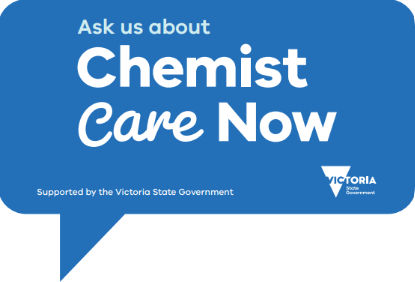 Ask us about
Chemist
Care Now
Supported by the Victoria State Government
VICTORIA
State
Government